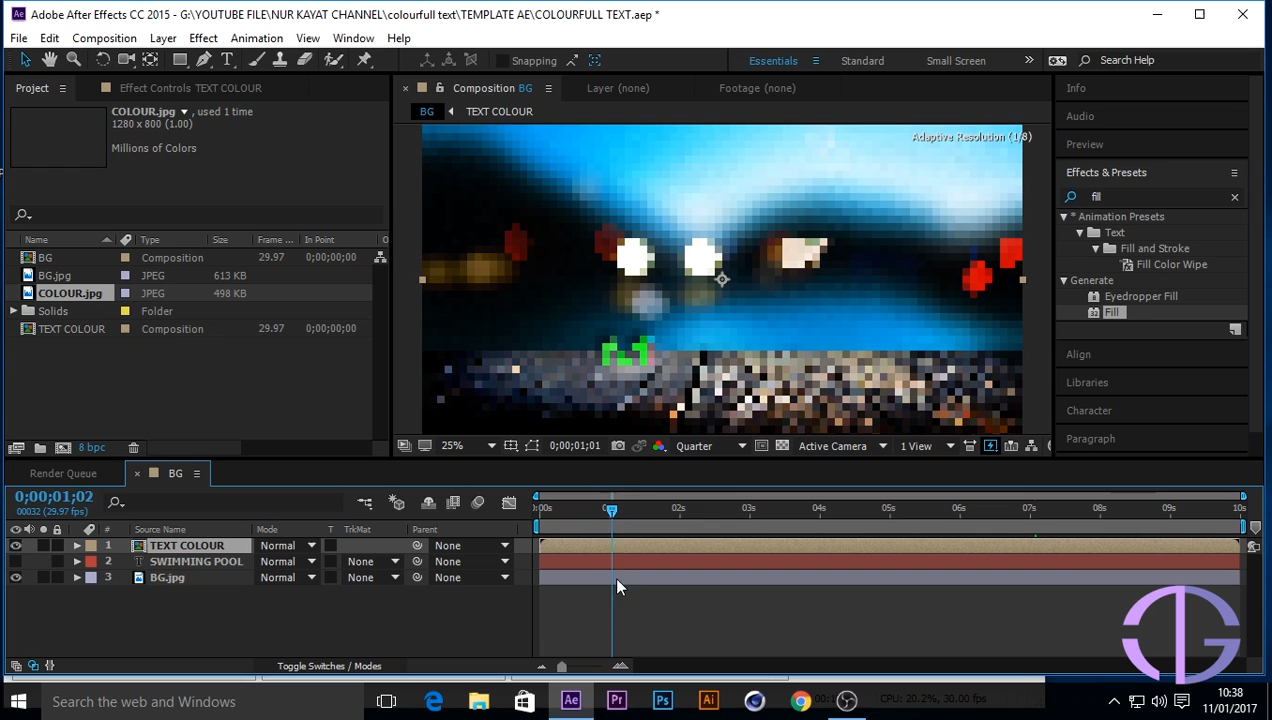 Adobe After Effects CC 2015 - G:\YOUTUBE FILE\NUR KAYAT CHANNEL\colourfull text\TEMPLATE AE\COLOURFULL TEXT.aep *
File Edit Composition Layer Effect Animation View Window Help
Snapping Essentials Standard Small Screen Search Help
Project Effect Controls TEXT COLOUR Composition BG Layer (none) Footage (none) Info
COLOUR.jpg , used 1 time
1280 x 800 (1.00)
Millions of Colors
BG TEXT COLOUR
Adaptive Resolution (1/8)
Audio
Preview
Effects & Presets
fill
* Animation Presets
Text
Fill and Stroke
Fill Color Wipe
Generate
Eyedropper Fill
32 Fill
Align
Libraries
Character
Paragraph
Name Type Size Frame ... In Point
BG Composition 29.97 0;00;00;00
BG.jpg JPEG 613 KB
COLOUR.jpg JPEG 498 KB
Solids Folder
TEXT COLOUR Composition 29.97 0;00;00;00
8 bpc
25% 0;00;01;01 Quarter Active Camera 1 View
Render Queue BG
0;00;01;02
00032 (29.97 fps)
:00s 02s 03s 04s 05s 06s 07s 08s 09s 10s
# Source Name Mode T TrkMat Parent
1 TEXT COLOUR Normal None
2 T SWIMMING POOL Normal None None
3 BG.jpg Normal None None
Toggle Switches / Modes
Search the web and Windows
CPU: 20.2%, 30.00 fps
10:38
11/01/2017